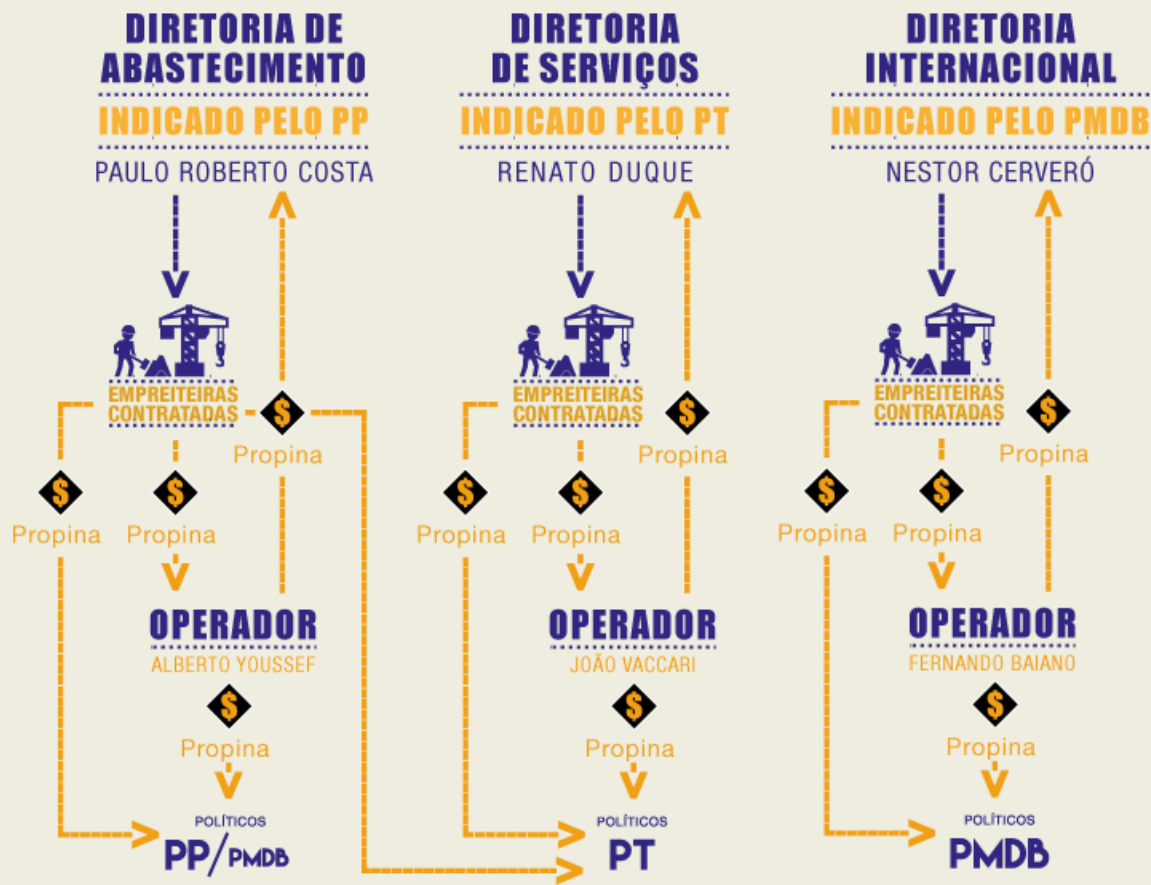 DIRETORIA DE
ABASTECIMENTO
INDICADO PELO PP
PAULO ROBERTO COSTA
EMPREITEIRAS
CONTRATADAS
$
Propina
$
Propina
$
Propina
OPERADOR
ALBERTO YOUSSEF
$
Propina
POLÍTICOS
PP/PMDB
DIRETORIA
DE SERVIÇOS
INDICADO PELO PT
RENATO DUQUE
EMPREITEIRAS
CONTRATADAS
$
Propina
$
Propina
$
Propina
OPERADOR
JOÃO VACCARI
$
Propina
POLÍTICOS
PT
DIRETORIA
INTERNACIONAL
INDICADO PELO PMDB
NESTOR CERVERÓ
EMPREITEIRAS
CONTRATADAS
$
Propina
$
Propina
$
Propina
OPERADOR
FERNANDO BAIANO
$
Propina
POLÍTICOS
PMDB